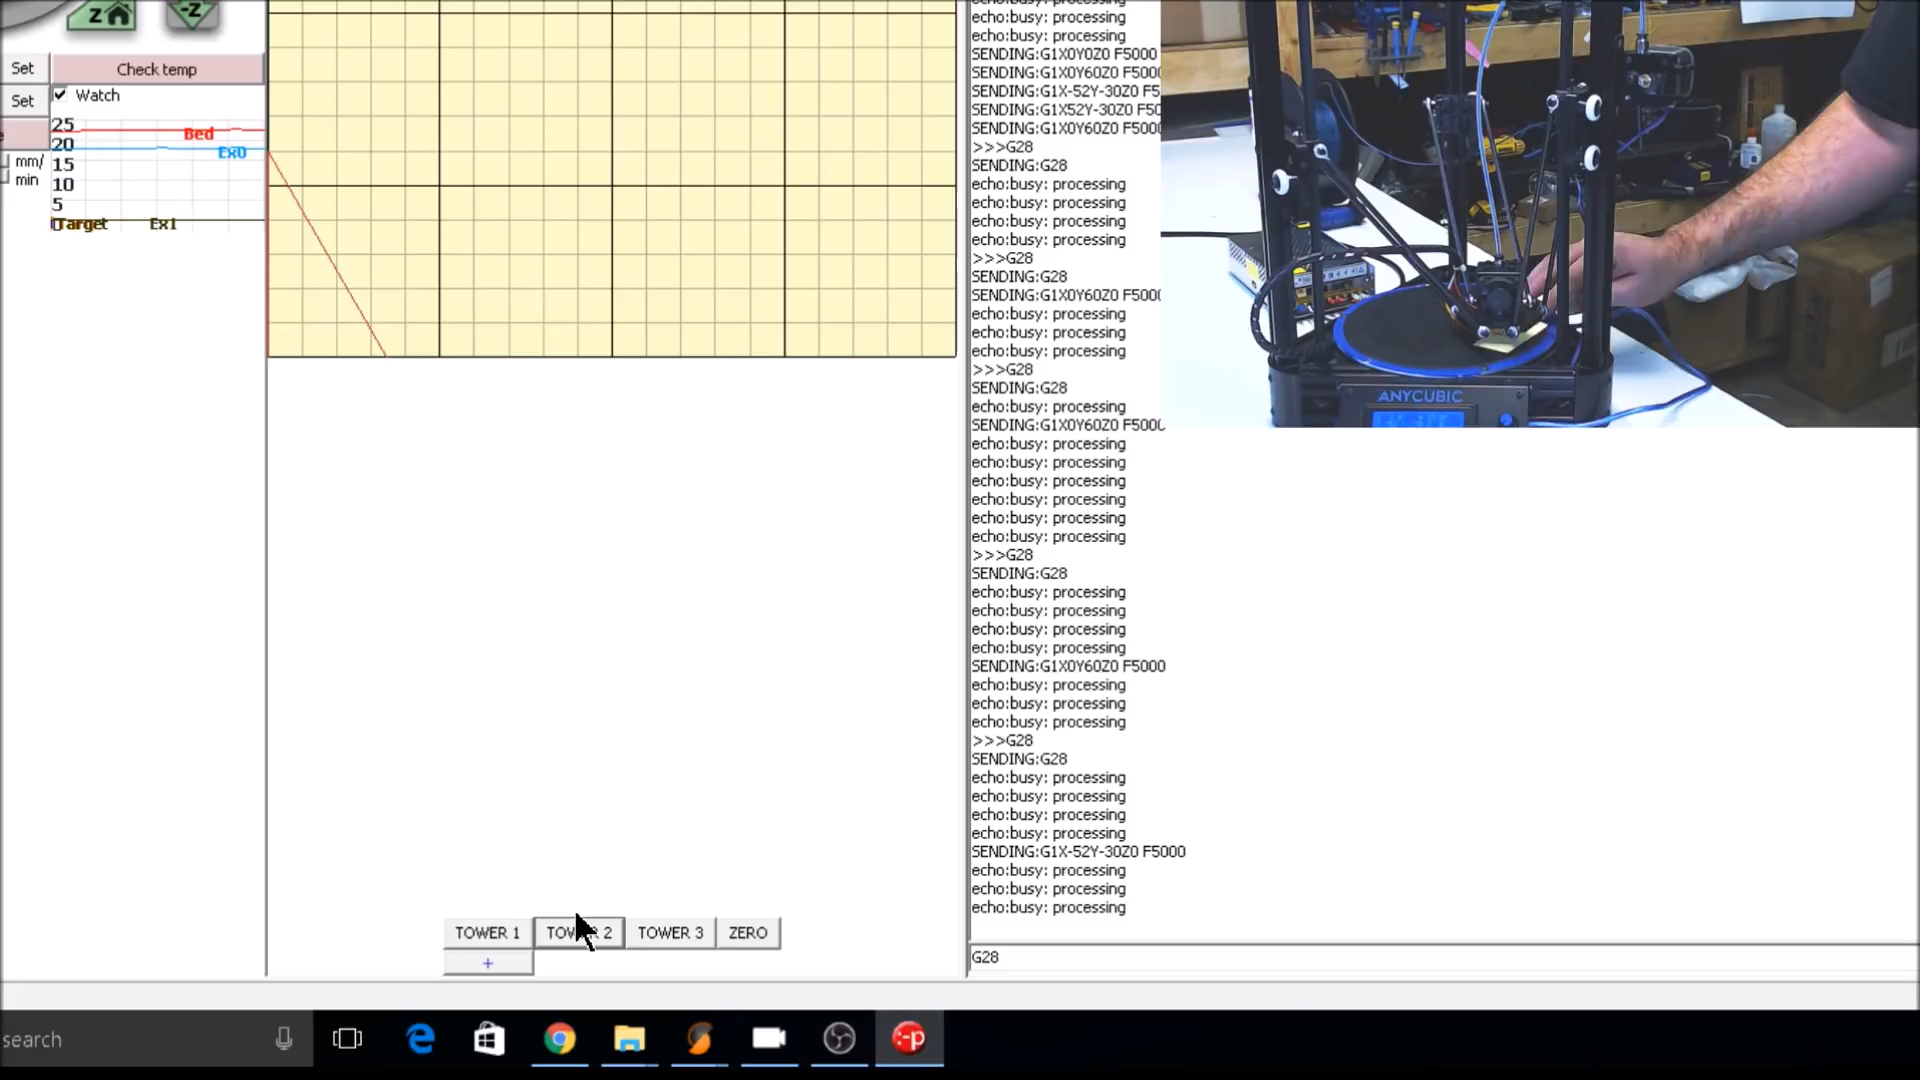 Z
-Z
Set
Check temp
Set
Watch
25
20
15
10
5
Bed
Ex0
Target
Ex1
mm/
min
echo:busy: processing
echo:busy: processing
SENDING:G1X0Y0Z0 F5000
SENDING:G1X0Y60Z0 F5000
SENDING:G1X-52Y-30Z0 F5
SENDING:G1X52Y-30Z0 F50
SENDING:G1X0Y60Z0 F5000
>>>G28
SENDING:G28
echo:busy: processing
echo:busy: processing
echo:busy: processing
echo:busy: processing
>>>G28
SENDING:G28
SENDING:G1X0Y60Z0 F5000
echo:busy: processing
echo:busy: processing
echo:busy: processing
>>>G28
SENDING:G28
echo:busy: processing
SENDING:G1X0Y60Z0 F5000
echo:busy: processing
echo:busy: processing
echo:busy: processing
echo:busy: processing
echo:busy: processing
echo:busy: processing
>>>G28
SENDING:G28
echo:busy: processing
echo:busy: processing
echo:busy: processing
echo:busy: processing
SENDING:G1X0Y60Z0 F5000
echo:busy: processing
echo:busy: processing
echo:busy: processing
>>>G28
SENDING:G28
echo:busy: processing
echo:busy: processing
echo:busy: processing
echo:busy: processing
SENDING:G1X-52Y-30Z0 F5000
echo:busy: processing
echo:busy: processing
echo:busy: processing
ANYCUBIC
TOWER 1
TOWER 2
TOWER 3
ZERO
+
G28
search